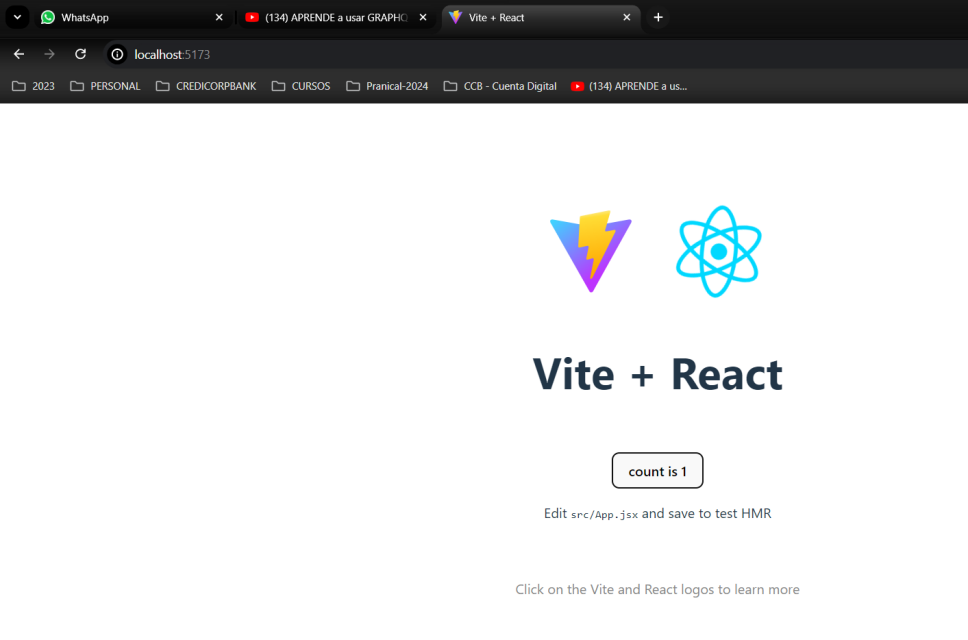 WhatsApp
(134) APRENDE a usar GRAPHQ
Vite + React
localhost:5173
2023
PERSONAL
CREDICORPBANK
CURSOS
Pranical-2024
CCB - Cuenta Digital
(134) APRENDE a us...
Vite + React
count is 1
Edit src/App.jsx and save to test HMR
Click on the Vite and React logos to learn more